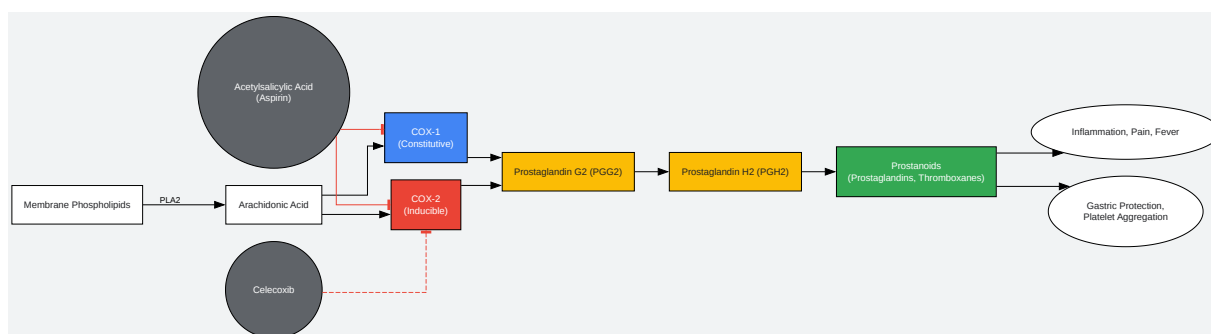 Acetylsalicylic Acid
(Aspirin)
COX-1
(Constitutive)
Inflammation, Pain, Fever
Prostaglandin G2 (PGG2)
Prostaglandin H2 (PGH2)
Prostanoids
(Prostaglandins, Thromboxanes)
Membrane Phospholipids
PLA2
Arachidonic Acid
COX-2
(Inducible)
Gastric Protection,
Platelet Aggregation
Celecoxib